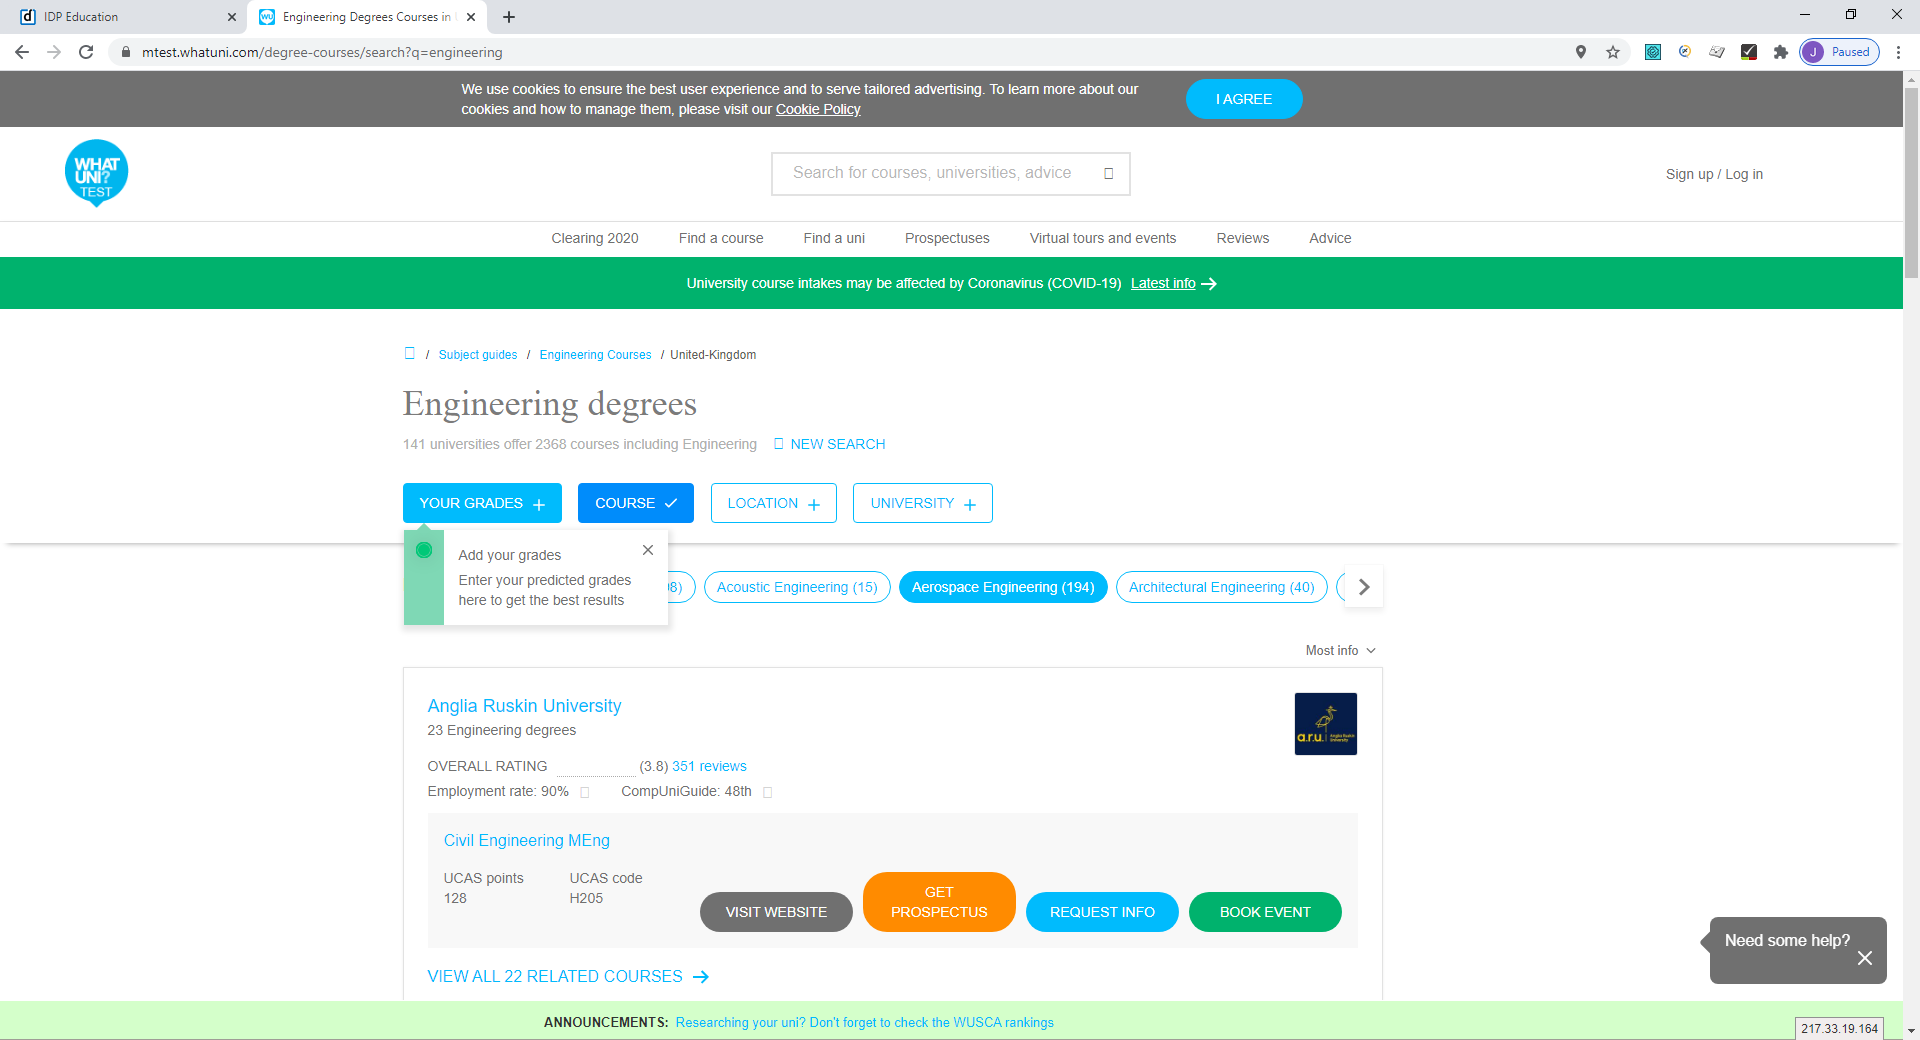 IDP Education
Engineering Degrees Courses in
mtest.whatuni.com/degree-courses/search?q=engineering
J Paused
We use cookies to ensure the best user experience and to serve tailored advertising. To learn more about our
cookies and how to manage them, please visit our Cookie Policy
I AGREE
WHAT
UNI?
TEST
Search for courses, universities, advice
Sign up / Log in
Clearing 2020 Find a course Find a uni Prospectuses Virtual tours and events Reviews Advice
University course intakes may be affected by Coronavirus (COVID-19) Latest info
/ Subject guides / Engineering Courses / United-Kingdom
Engineering degrees
141 universities offer 2368 courses including Engineering NEW SEARCH
YOUR GRADES COURSE LOCATION UNIVERSITY
Add your grades
Enter your predicted grades
here to get the best results
8) Acoustic Engineering (15) Aerospace Engineering (194) Architectural Engineering (40)
Most info
Anglia Ruskin University
23 Engineering degrees
a.r.u. Anglia Ruskin
University
OVERALL RATING (3.8) 351 reviews
Employment rate: 90% CompUniGuide: 48th
Civil Engineering MEng
UCAS points UCAS code
128 H205
VISIT WEBSITE
GET
PROSPECTUS
REQUEST INFO
BOOK EVENT
Need some help?
VIEW ALL 22 RELATED COURSES
ANNOUNCEMENTS: Researching your uni? Don't forget to check the WUSCA rankings
217.33.19.164